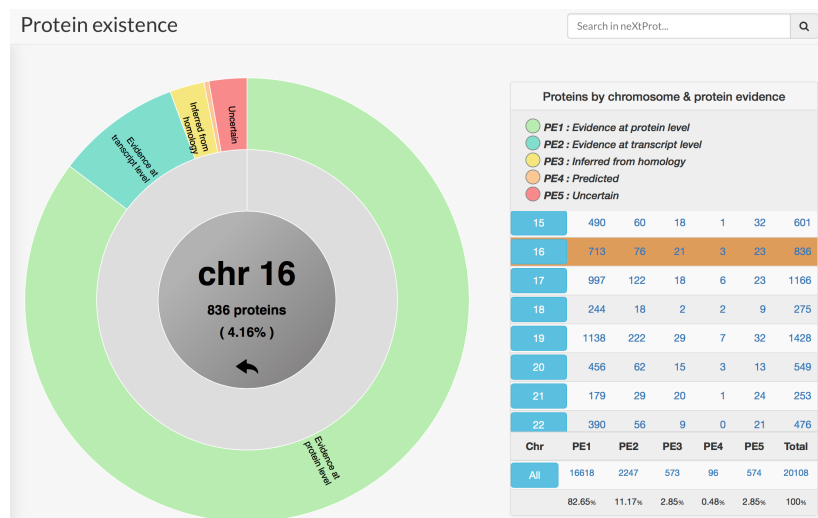 Protein existence
Search in neXtProt...
Evidence at
transcript level
Inferred from
homology
Uncertain
chr 16
836 proteins
( 4.16% )
Evidence at
protein level
Proteins by chromosome & protein evidence
PE1 : Evidence at protein level
PE2 : Evidence at transcript level
PE3 : Inferred from homology
PE4 : Predicted
PE5 : Uncertain
15 490 60 18 1 32 601
16 713 76 21 3 23 836
17 997 122 18 6 23 1166
18 244 18 2 2 9 275
19 1138 222 29 7 32 1428
20 456 62 15 3 13 549
21 179 29 20 1 24 253
22 390 56 9 0 21 476
Chr PE1 PE2 PE3 PE4 PE5 Total
All 16618 2247 573 96 574 20108
82.65% 11.17% 2.85% 0.48% 2.85% 100%